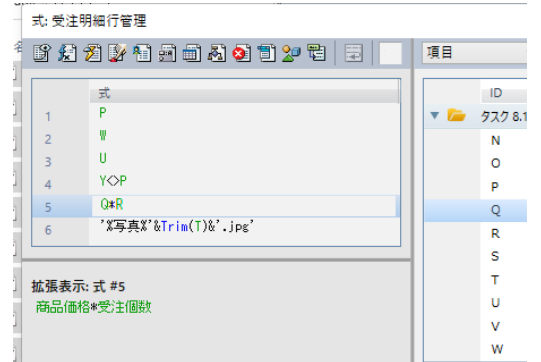 式: 受注明細行管理
項目
式
ID
1 P
2 W
3 U
4 Y<>P
5 Q*R
6 '%写真%'&Trim(T)&'.jpg'
タスク 8.1
N
O
P
Q
R
S
T
U
V
W
拡張表示: 式 #5
商品価格*受注個数